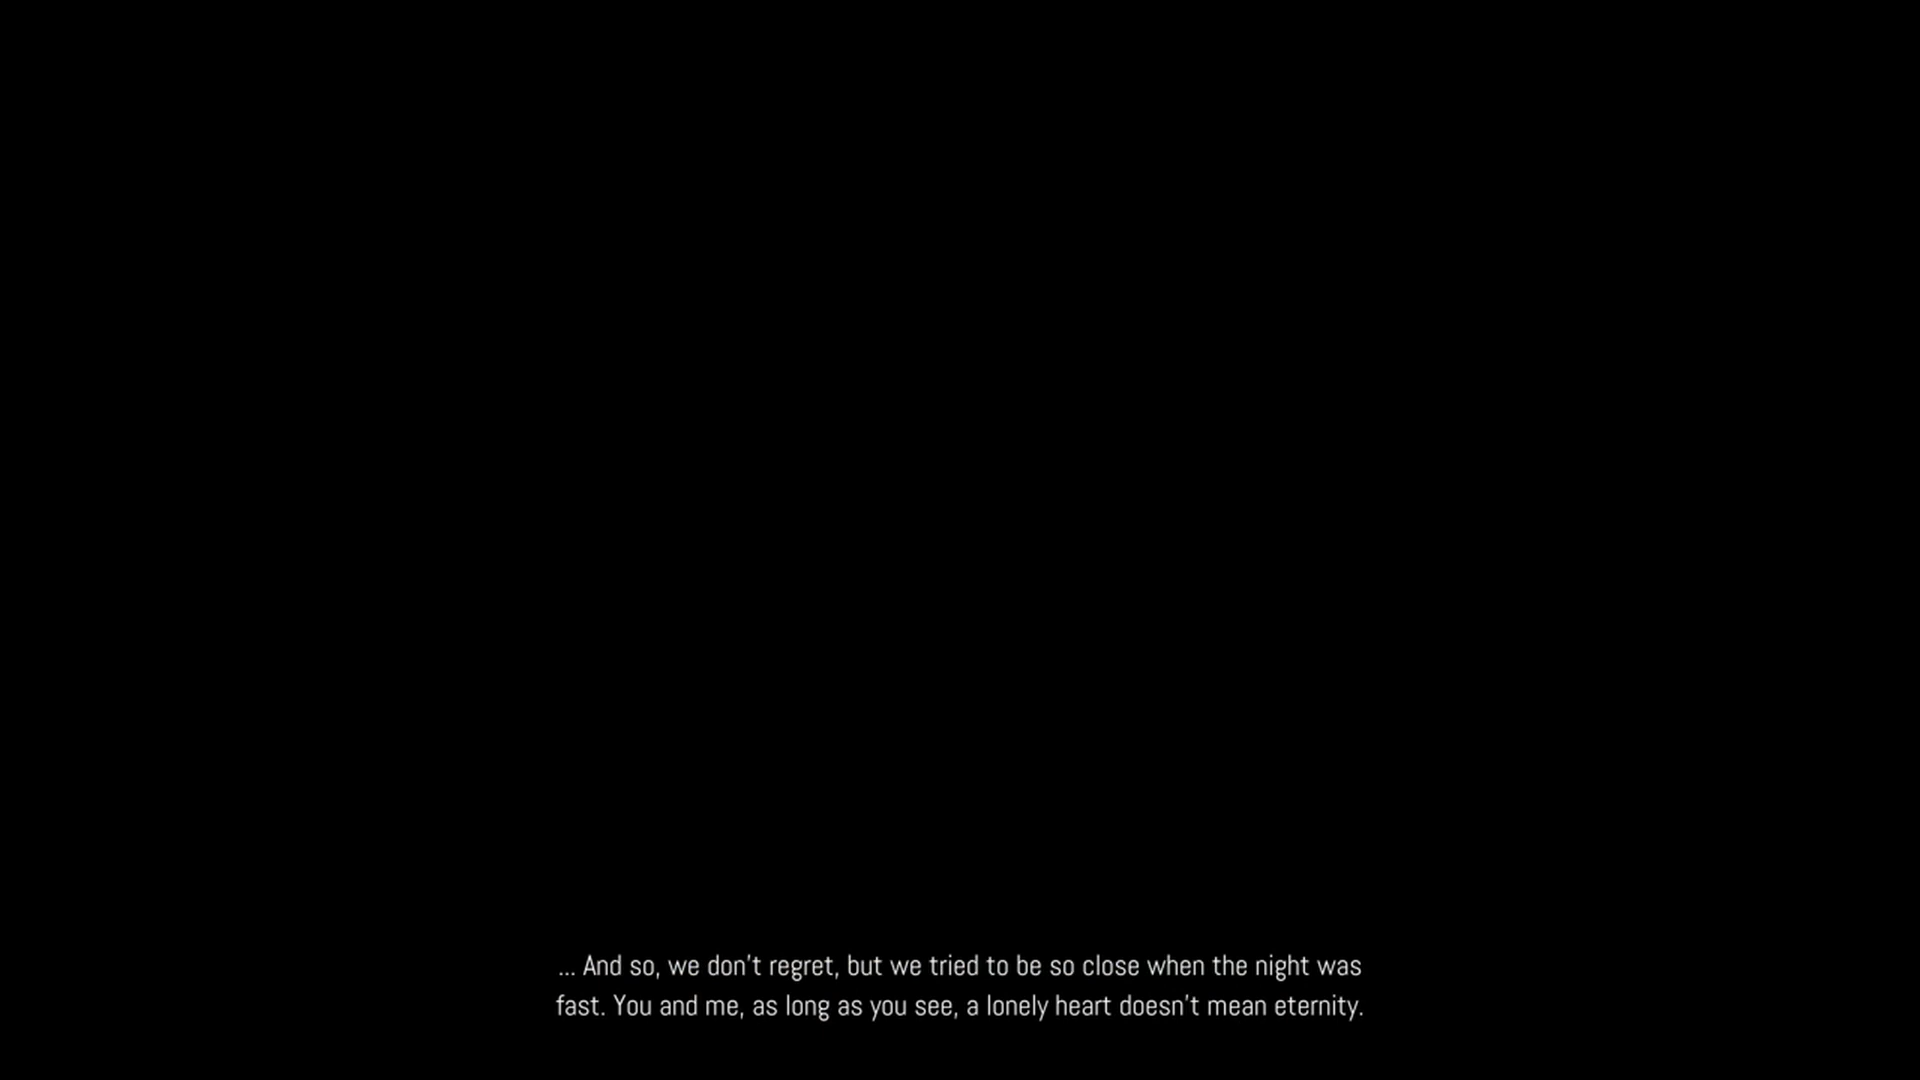 ... And so, we don't regret, but we tried to be so close when the night was
fast. You and me, as long as you see, a lonely heart doesn't mean eternity.